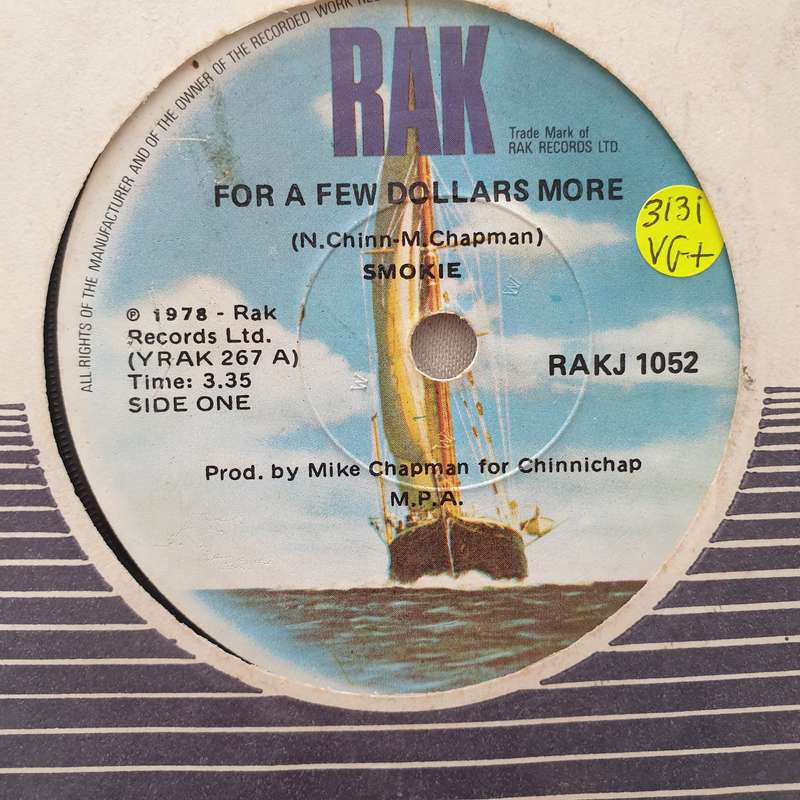 ALL RIGHTS OF THE MANUFACTURER AND OF THE OWNER OF THE RECORDED WORK
RAK
Trade Mark of
RAK RECORDS LTD.
FOR A FEW DOLLARS MORE
(N.Chinn-M.Chapman)
SMOKIE
3131
VG+
℗ 1978 - Rak
Records Ltd.
(YRAK 267 A)
Time: 3.35
SIDE ONE
RAKJ 1052
Prod. by Mike Chapman for Chinnichap
M.P.A.